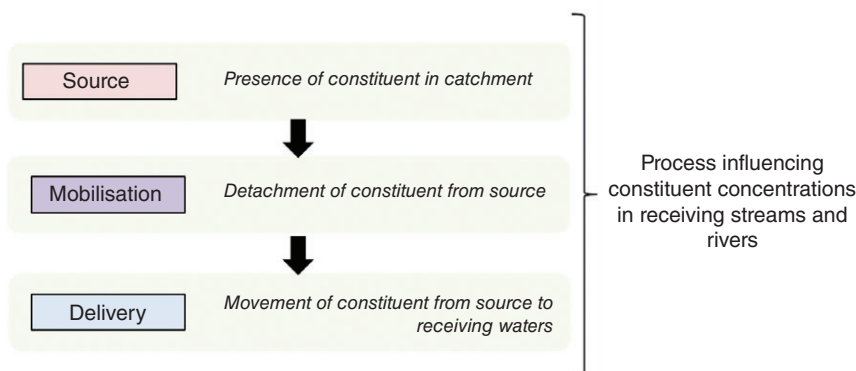 Source
Presence of constituent in catchment
Mobilisation
Detachment of constituent from source
Delivery
Movement of constituent from source to
receiving waters
Process influencing
constituent concentrations
in receiving streams and
rivers